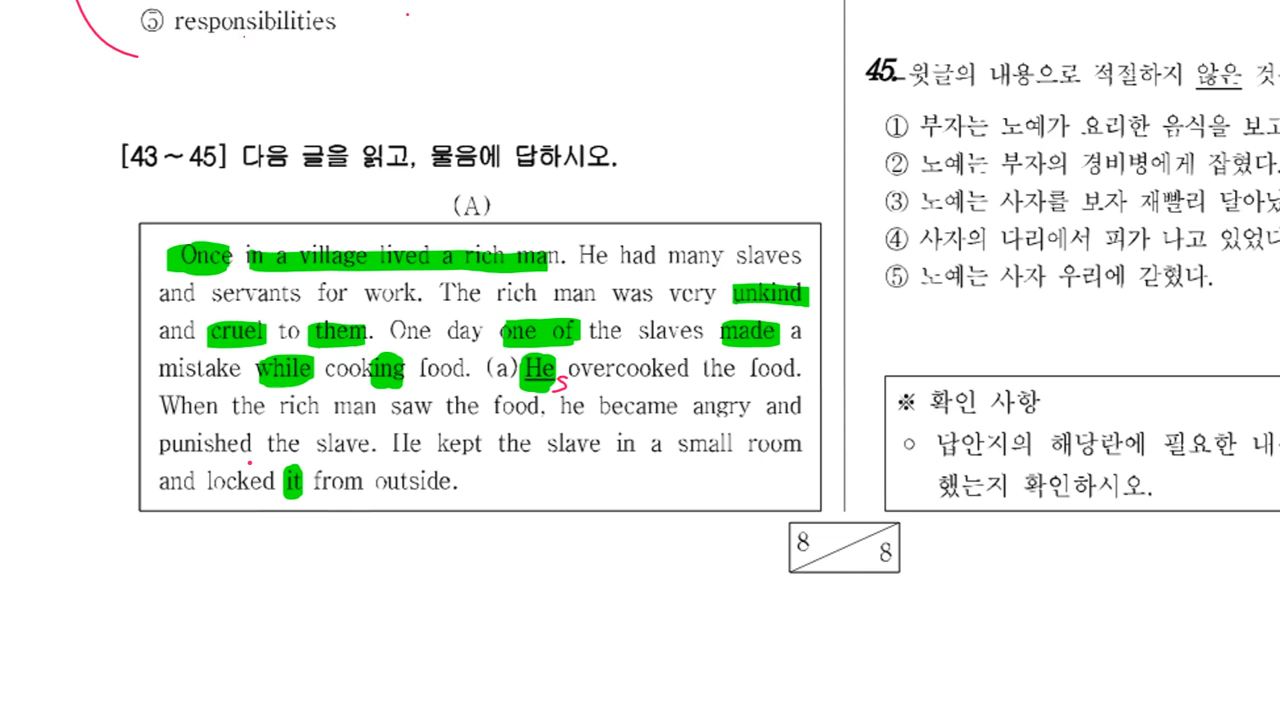 ⑤ responsibilities
[43～45] 다음 글을 읽고, 물음에 답하시오.
(A)
Once in a village lived a rich man. He had many slaves
and servants for work. The rich man was very unkind
and cruel to them. One day one of the slaves made a
mistake while cooking food. (a) He s overcooked the food.
When the rich man saw the food, he became angry and
punished the slave. He kept the slave in a small room
and locked it from outside.
8
8
45. 윗글의 내용으로 적절하지 않은
① 부자는 노예가 요리한 음식을 보고
② 노예는 부자의 경비병에게 잡혔다.
③ 노예는 사자를 보자 재빨리
④ 사자의 다리에서 피가 나고
⑤ 노예는 사자 우리에 갇혔다.
※ 확인 사항
○ 답안지의 해당란에 필요한
했는지 확인하시오.